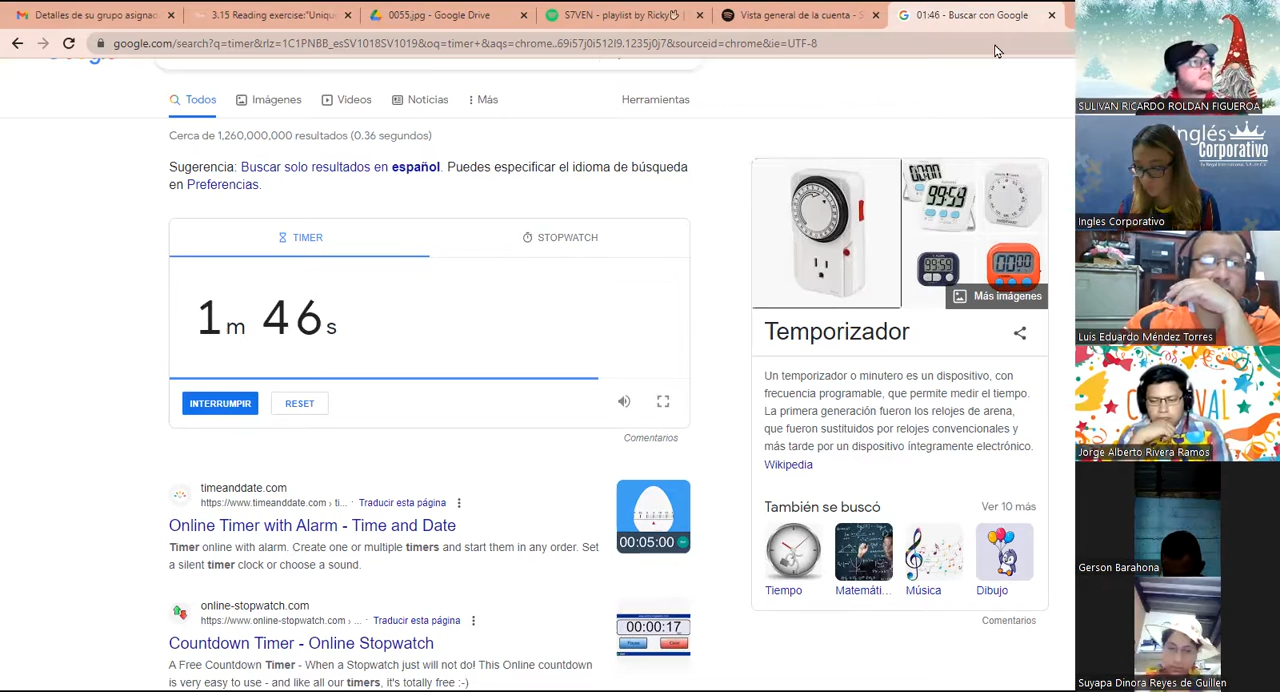 Detalles de su grupo asignad
3.15 Reading exercise:"Uniqu
0055.jpg - Google Drive
S7VEN - playlist by Ricky
Vista general de la cuenta - S
01:46 - Buscar con Google
google.com/search?q=timer&rlz=1C1PNBB_esSV1018SV1019&oq=timer+&aqs=chrome..69i57j0i512l9.1235j0j7&sourceid=chrome&ie=UTF-8
Todos
Imágenes
Videos
Noticias
Más
Herramientas
Cerca de 1,260,000,000 resultados (0.36 segundos)
Sugerencia: Buscar solo resultados en español. Puedes especificar el idioma de búsqueda
en Preferencias.
TIMER
STOPWATCH
1 m 46 s
INTERRUMPIR
RESET
Comentarios
timeanddate.com
https://www.timeanddate.com › ti... · Traducir esta página
Online Timer with Alarm - Time and Date
Timer online with alarm. Create one or multiple timers and start them in any order. Set
a silent timer clock or choose a sound.
00:05:00
online-stopwatch.com
https://www.online-stopwatch.com › ... · Traducir esta página
Countdown Timer - Online Stopwatch
A Free Countdown Timer - When a Stopwatch just will not do! This Online countdown
is very easy to use - and like all our timers, it's totally free :-)
00:00:17
99:59
Más imágenes
Temporizador
Un temporizador o minutero es un dispositivo, con
frecuencia programable, que permite medir el tiempo.
La primera generación fueron los relojes de arena,
que fueron sustituidos por relojes convencionales y
más tarde por un dispositivo íntegramente electrónico.
Wikipedia
También se buscó
Ver 10 más
Tiempo
Matemáti...
Música
Dibujo
Comentarios
SULIVAN RICARDO ROLDAN FIGUEROA
Inglés
Corporativo
Ingles Corporativo
Luis Eduardo Méndez Torres
Jorge Alberto Rivera Ramos
Gerson Barahona
Suyapa Dinora Reyes de Guillen